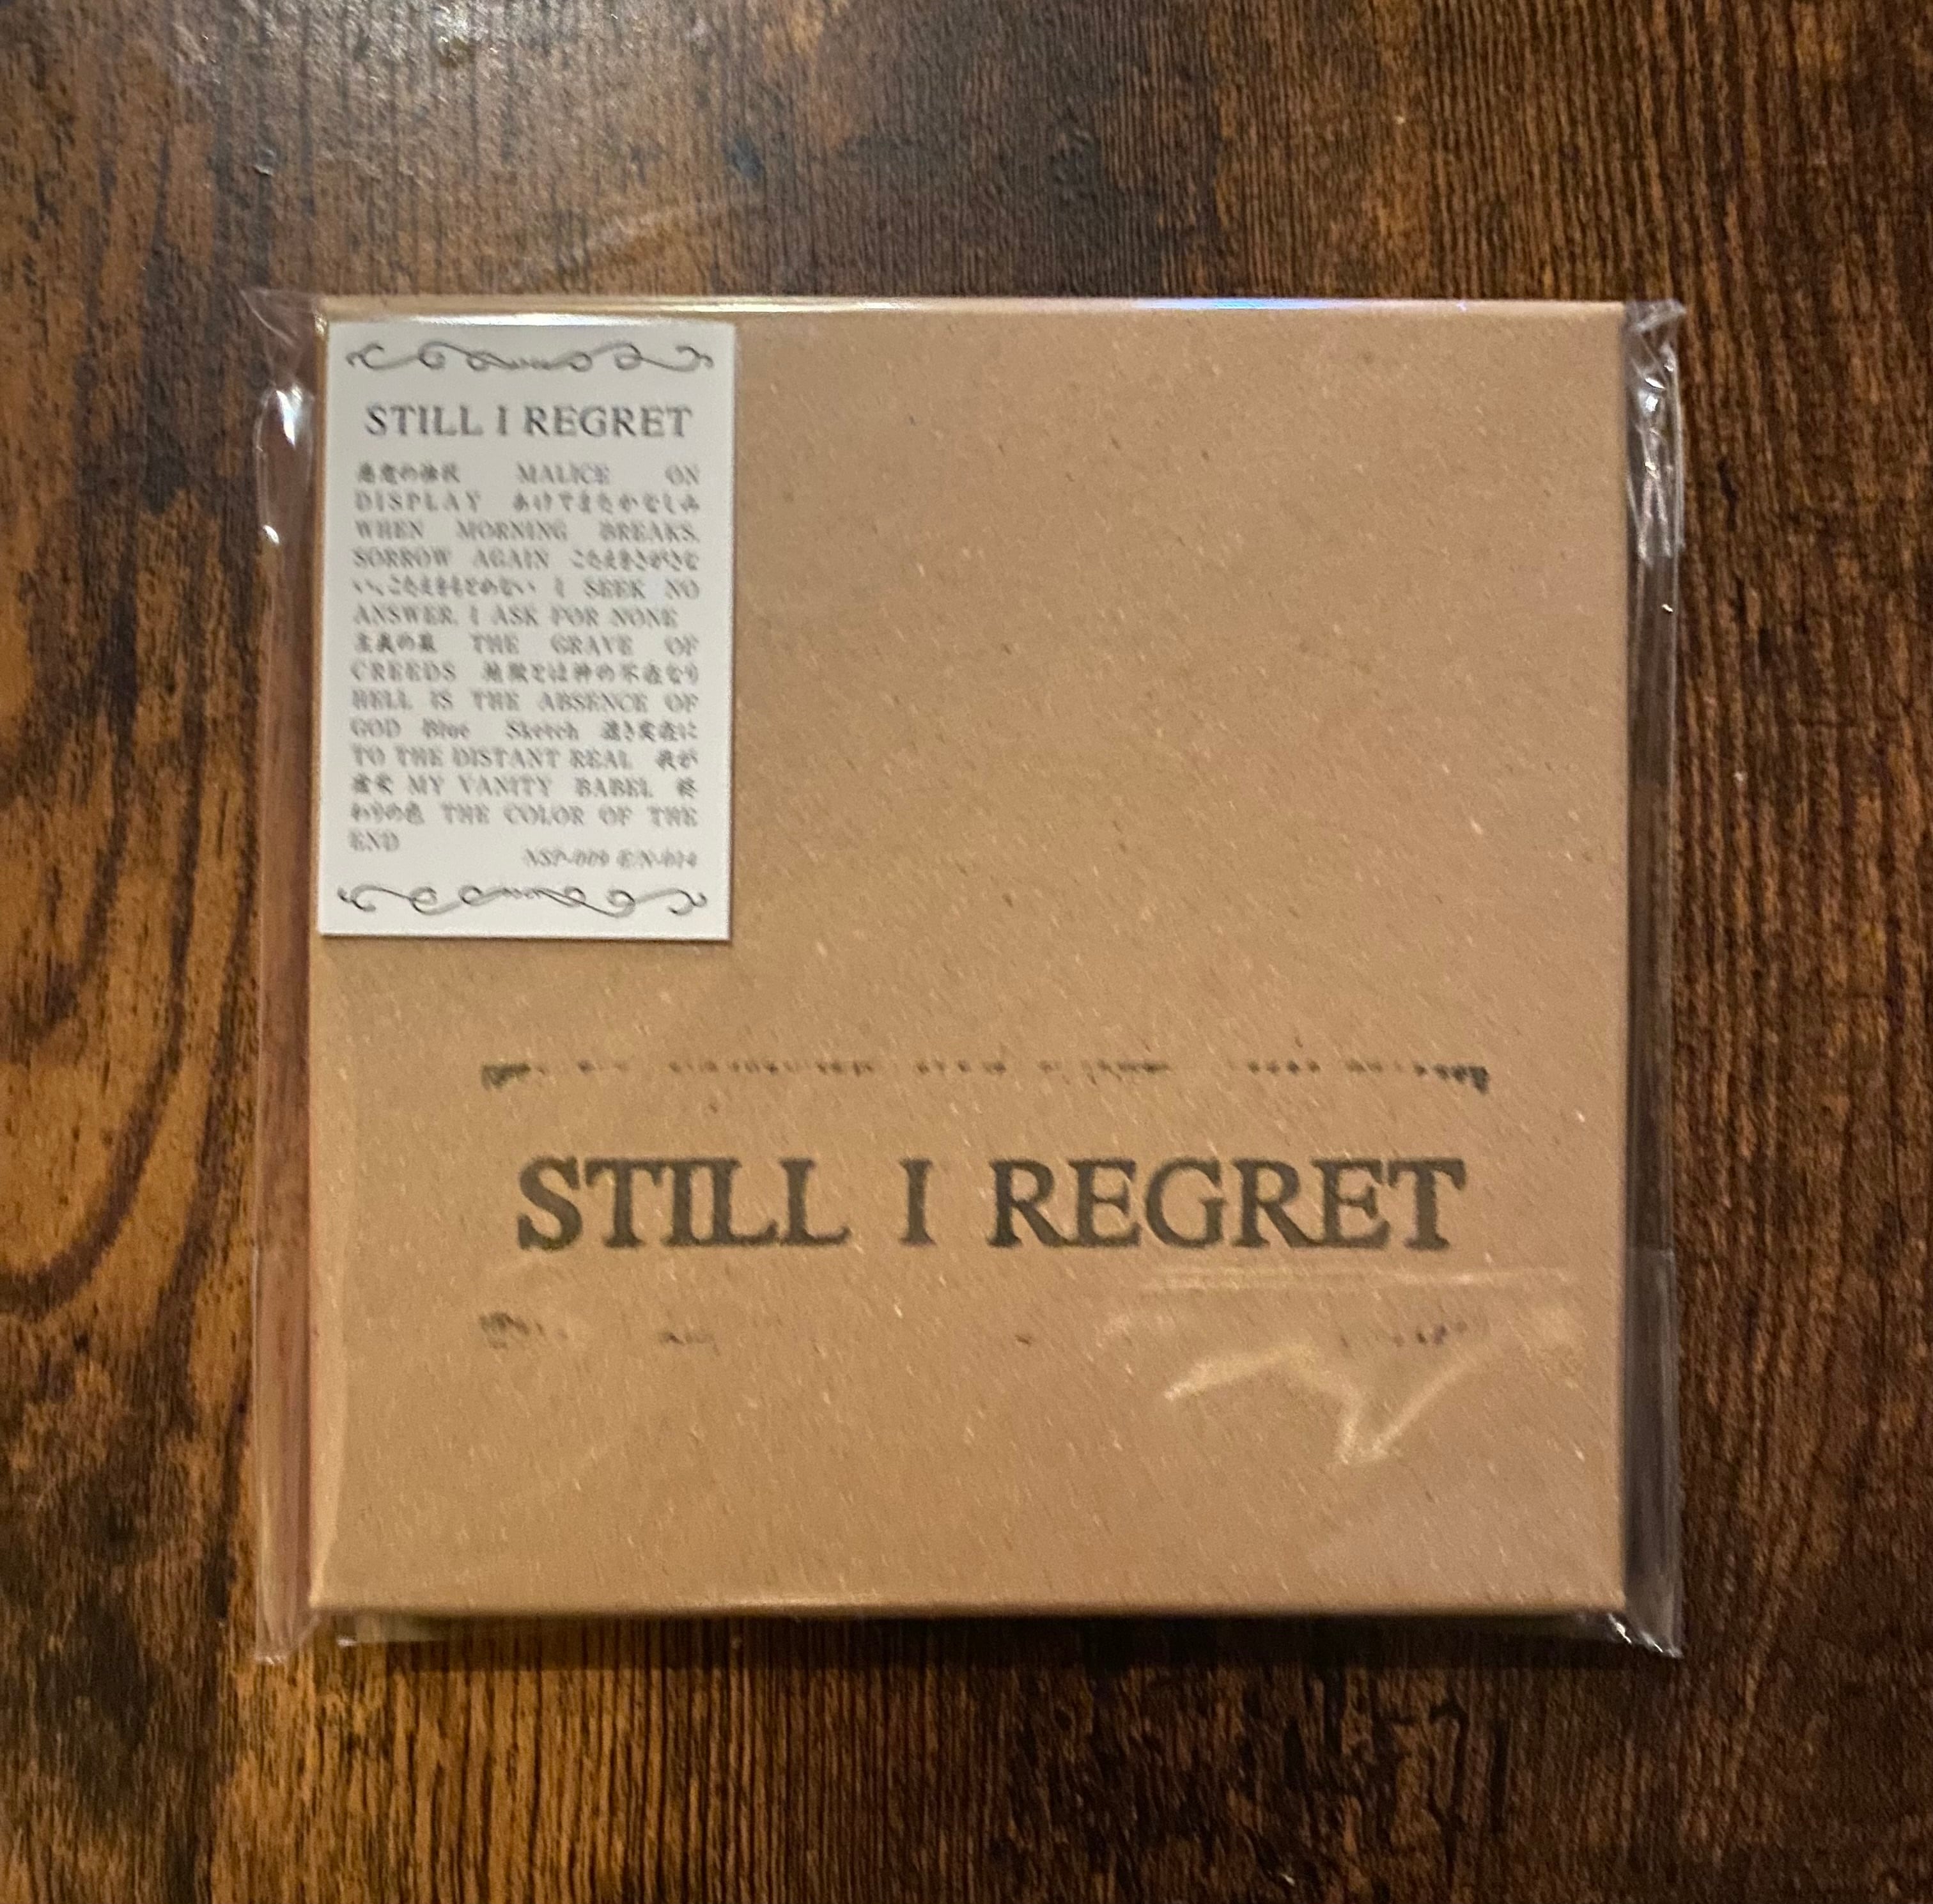 STILL I REGRET
悪意の MALICE ON
DISPLAY あけてまたかなしみ
WHEN MORNING BREAKS,
SORROW AGAIN こたえをさがさな
い、こたえをもとめない I SEEK NO
ANSWER, I ASK FOR NONE
主義の墓 THE GRAVE OF
CREEDS 地獄とは神の不在なり
HELL IS THE ABSENCE OF
GOD Blue Sketch 遠き実在に
TO THE DISTANT REAL 我が
虚栄 MY VANITY BABEL 終
わりの色 THE COLOR OF THE
END
NSP-009 E/N-014
STILL I REGRET